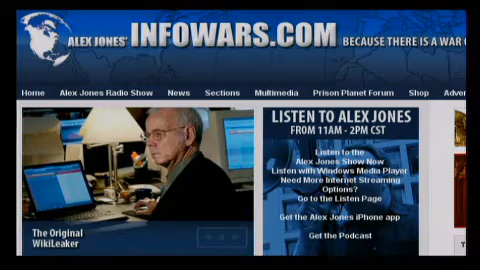 ALEX JONES' INFOWARS.COM BECAUSE THERE IS A WAR
Home Alex Jones Radio Show News Sections Multimedia Prison Planet Forum Shop
LISTEN TO ALEX JONES
FROM 11AM - 2PM CST
Listen to the
Alex Jones Show Now
Listen with Windows Media Player
Need More Internet Streaming
Options?
Go to the Listen Page
Get the Alex Jones iPhone app
Get the Podcast
The Original
WikiLeaker